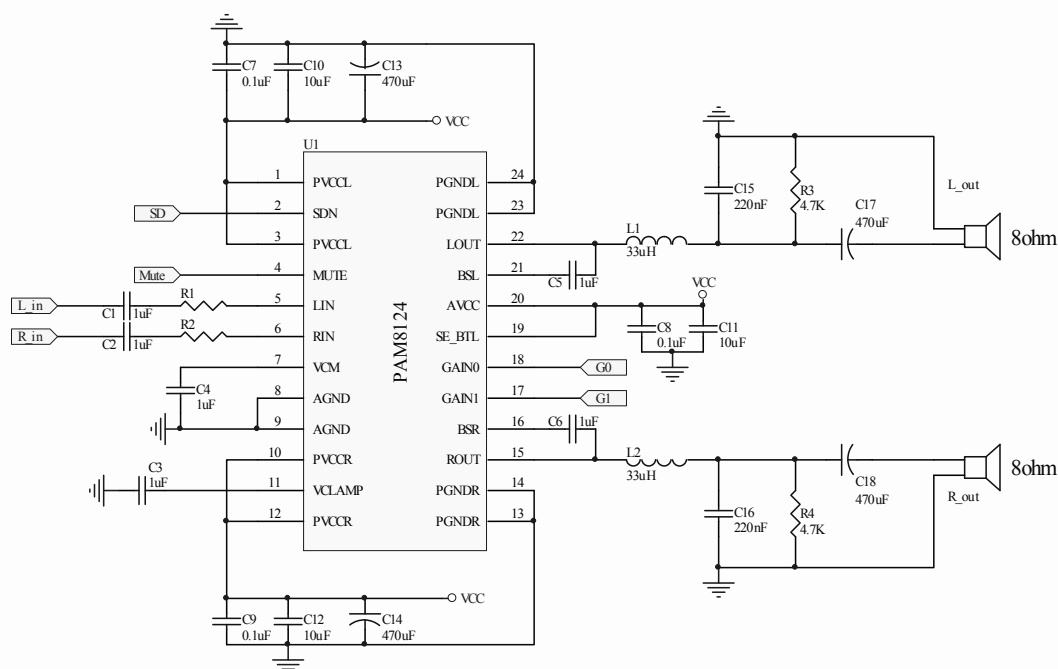 C7
0.1uF
C10
10uF
C13
470uF
VCC
U1
1 PVCCL PGNDL 24
SD 2 SDN PGNDL 23
3 PVCCL LOUT 22
Mute 4 MUTE BSL 21
L_in C1 1uF R1 5 LIN AVCC 20
R_in C2 1uF R2 6 RIN SE_BTL 19
7 VCM GAIN0 18 G0
8 AGND GAIN1 17 G1
9 AGND BSR 16
10 PVCCR ROUT 15
11 VCLAMP PGNDR 14
12 PVCCR PGNDR 13
PAM8124
C4
1uF
C3
1uF
C5 1uF
L1
33uH
C15
220nF
R3
4.7K
C17
470uF
L_out
8ohm
VCC
C8
0.1uF
C11
10uF
C6 1uF
L2
33uH
C16
220nF
R4
4.7K
C18
470uF
R_out
8ohm
VCC
C9
0.1uF
C12
10uF
C14
470uF